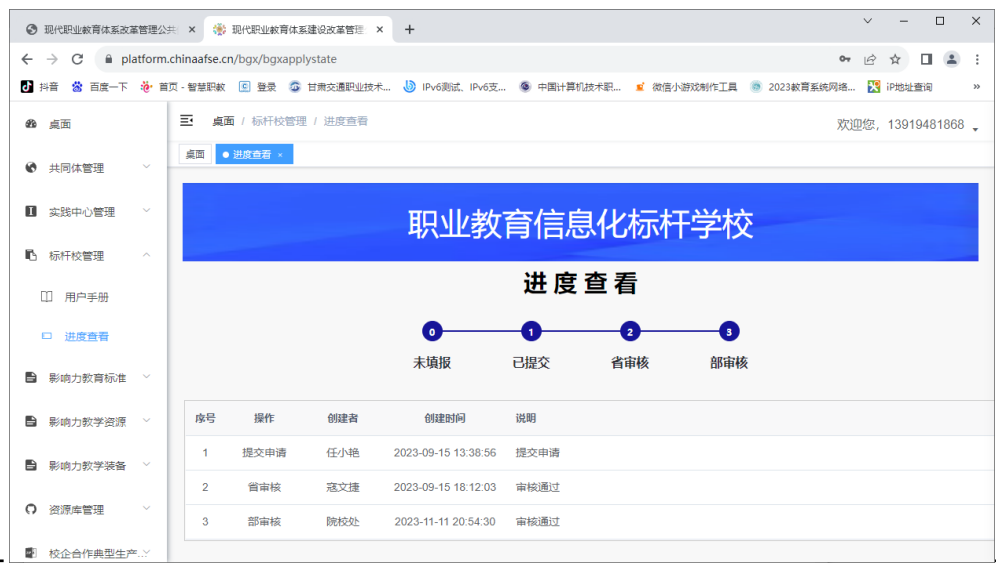 现代职业教育体系改革管理公共 ×
现代职业教育体系建设改革管理 ×
platform.chinaafse.cn/bgx/bgxapplystate
抖音 百度一下 首页 - 智慧职教 登录 甘肃交通职业技术... IPv6测试、IPv6支... 中国计算机技术职... 微信小游戏制作工具 2023教育系统网络... iP地址查询 »
桌面
共同体管理
实践中心管理
标杆校管理
用户手册
进度查看
影响力教育标准
影响力教学资源
影响力教学装备
资源库管理
校企合作典型生产...
桌面 / 标杆校管理 / 进度查看
欢迎您, 13919481868
桌面 进度查看 ×
职业教育信息化标杆学校
进度查看
0 1 2 3
未填报 已提交 省审核 部审核
序号 操作 创建者 创建时间 说明
1 提交申请 任小艳 2023-09-15 13:38:56 提交申请
2 省审核 寇文捷 2023-09-15 18:12:03 审核通过
3 部审核 院校处 2023-11-11 20:54:30 审核通过